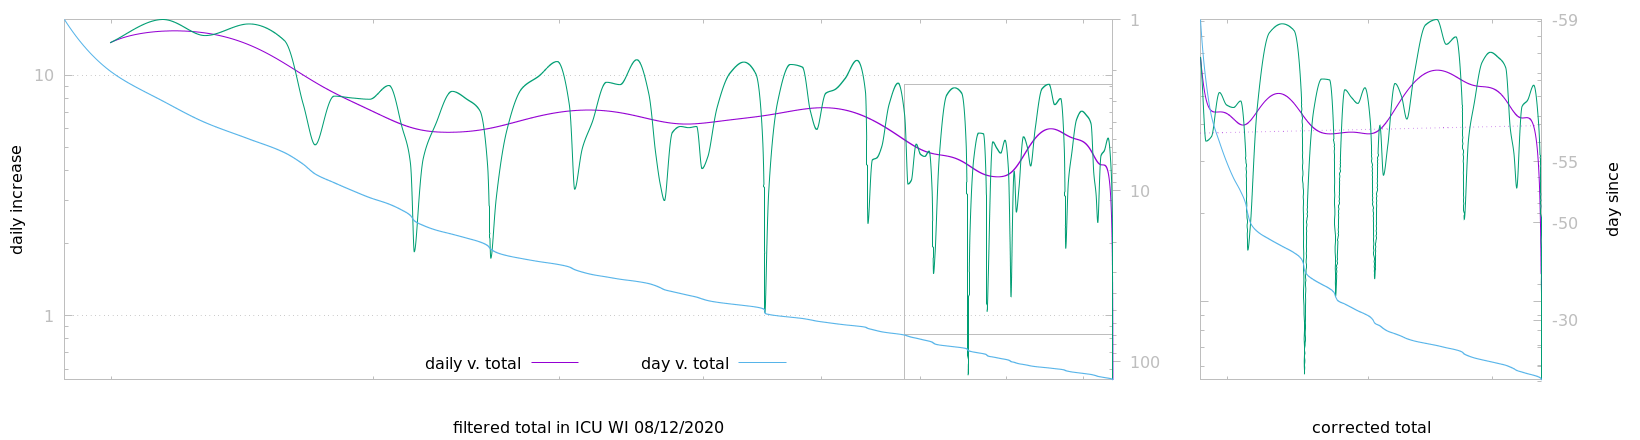 10
1
daily increase
daily v. total
day v. total
1
10
100
filtered total in ICU WI 08/12/2020
-59
-55
-50
-30
day since
corrected total